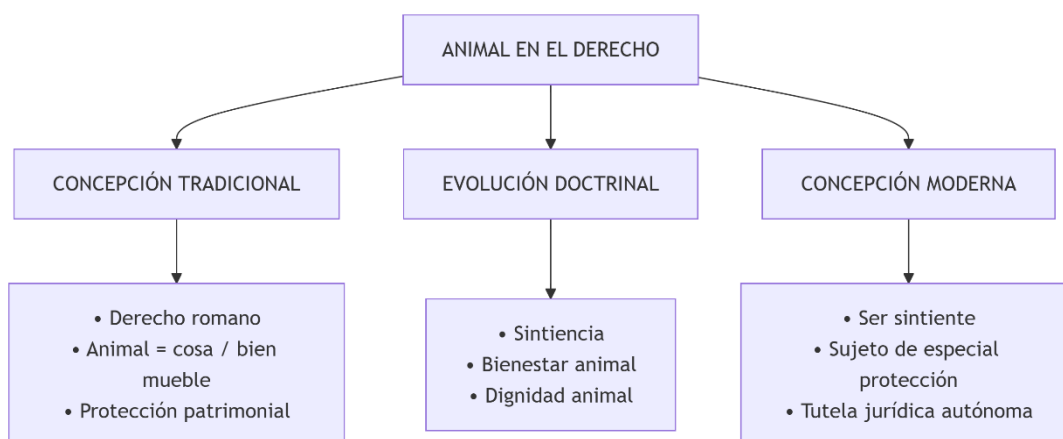 ANIMAL EN EL DERECHO
CONCEPCIÓN TRADICIONAL
EVOLUCIÓN DOCTRINAL
CONCEPCIÓN MODERNA
• Derecho romano
• Animal = cosa / bien
mueble
• Protección patrimonial
• Sintiencia
• Bienestar animal
• Dignidad animal
• Ser sintiente
• Sujeto de especial
protección
• Tutela jurídica autónoma